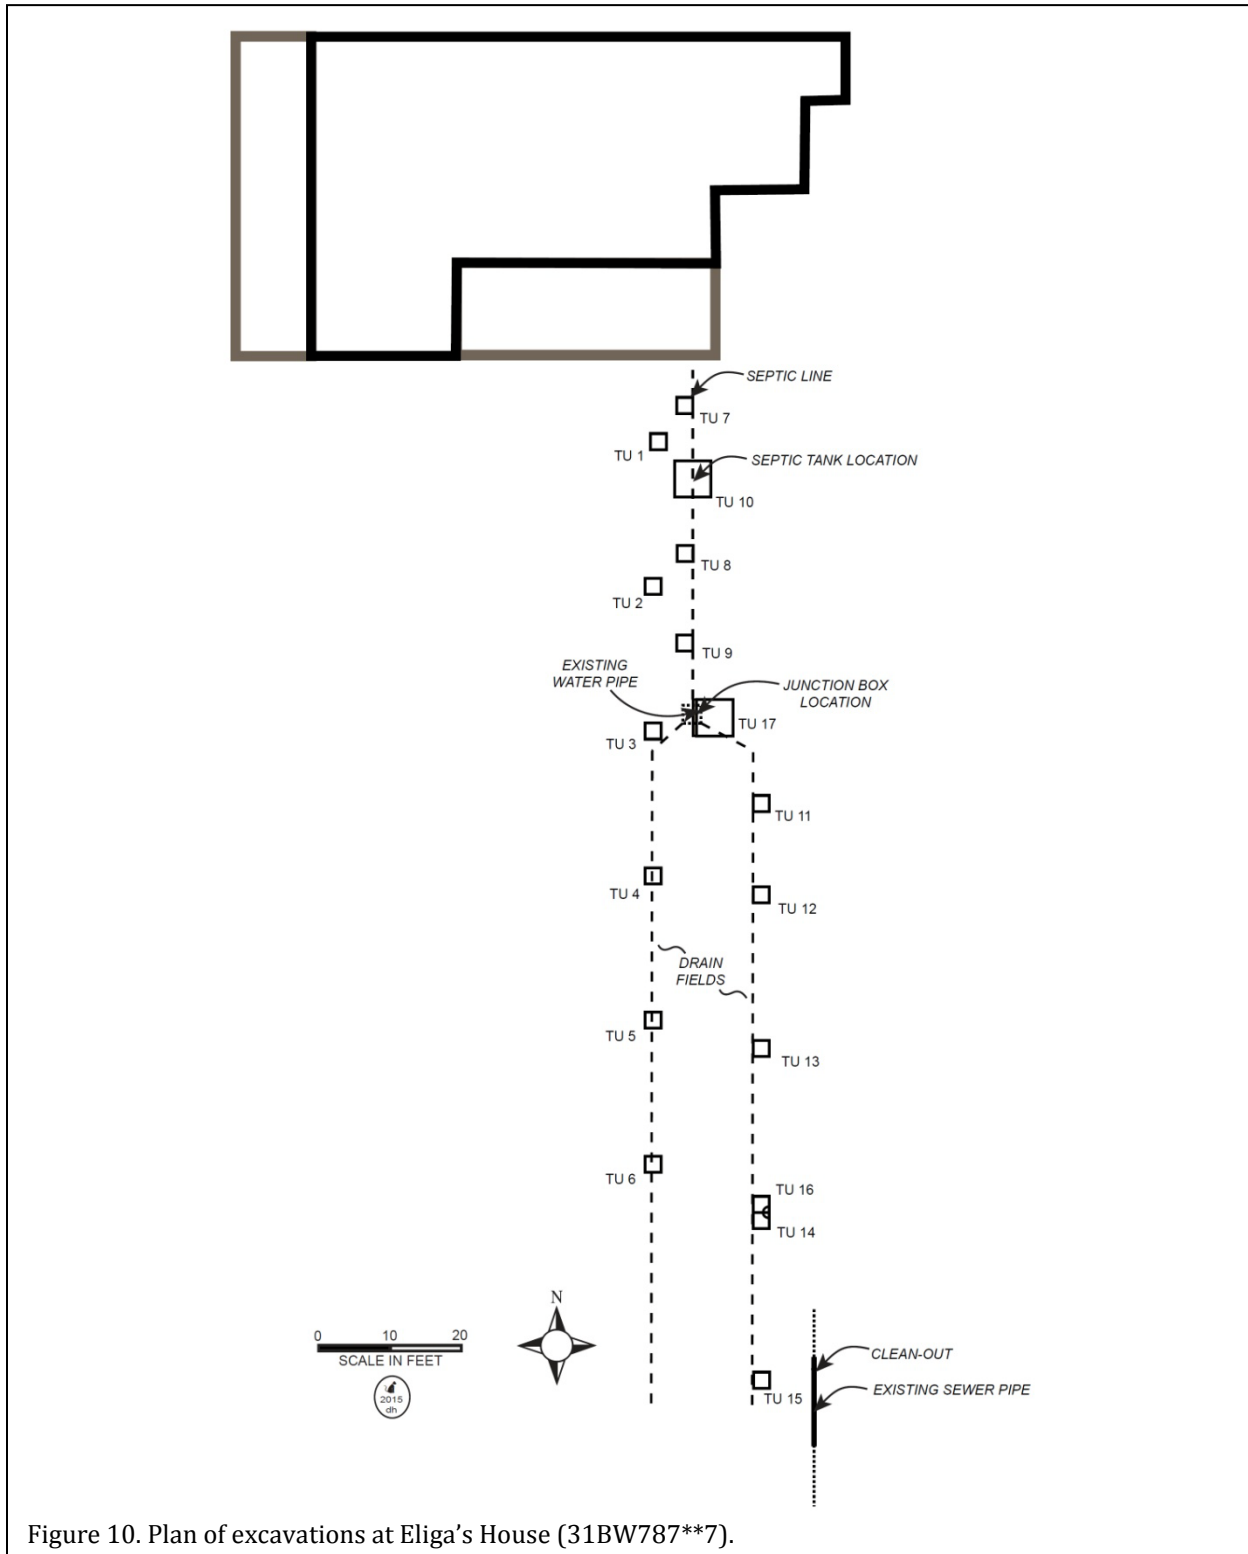 SEPTIC LINE
TU 7
TU 1
SEPTIC TANK LOCATION
TU 10
TU 8
TU 2
TU 9
EXISTING
WATER PIPE
JUNCTION BOX
LOCATION
TU 17
TU 3
TU 11
TU 4
TU 12
DRAIN
FIELDS
TU 5
TU 13
TU 6
TU 16
TU 14
N
0 10 20
SCALE IN FEET
2015
dh
CLEAN-OUT
EXISTING SEWER PIPE
TU 15
Figure 10. Plan of excavations at Eliga’s House (31BW787**7).